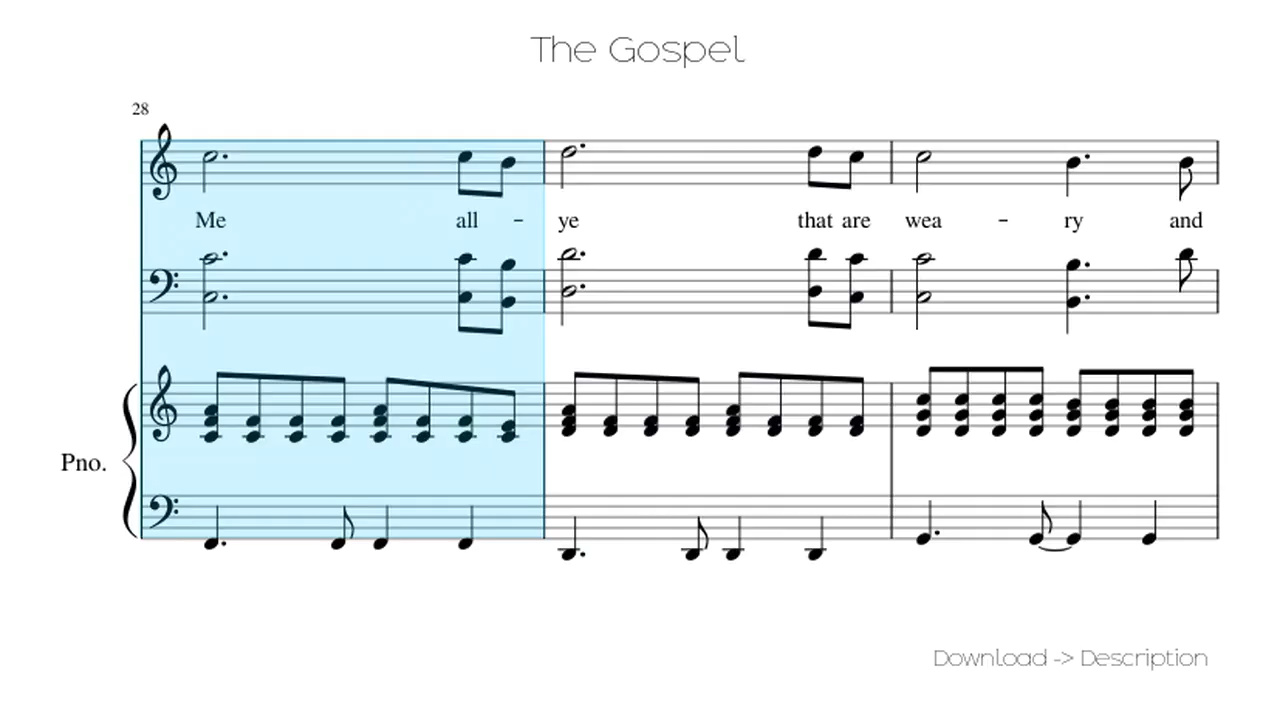 The Gospel
28
Me all - ye that are wea - ry and
Pno.
Download -> Description